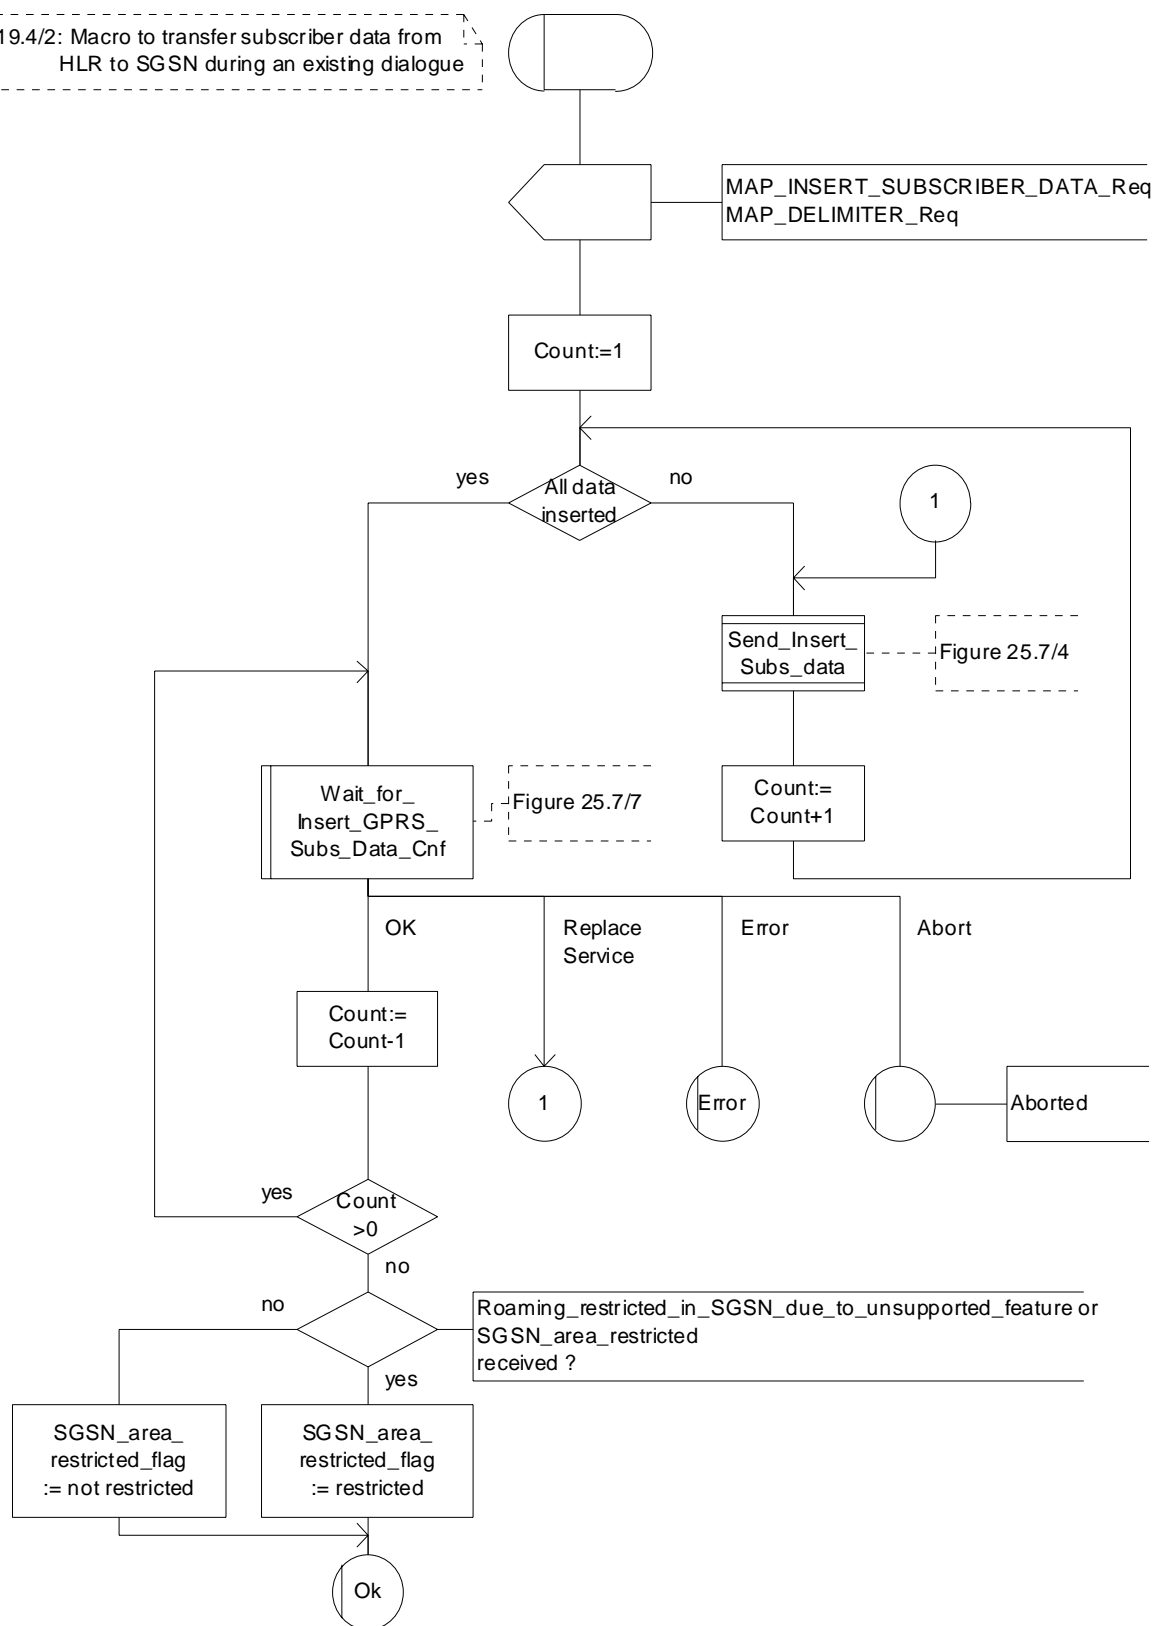 19.4/2: Macro to transfer subscriber data from
HLR to SGSN during an existing dialogue
MAP_INSERT_SUBSCRIBER_DATA_Req
MAP_DELIMITER_Req
Count:=1
yes
All data
inserted
no
1
Send_Insert_
Subs_data
Figure 25.7/4
Wait_for_
Insert_GPRS_
Subs_Data_Cnf
Figure 25.7/7
Count:=
Count+1
OK
Replace
Service
Error
Abort
Count:=
Count-1
1
Error
Aborted
yes
Count
>0
no
no
Roaming_restricted_in_SGSN_due_to_unsupported_feature or
SGSN_area_restricted
received ?
yes
SGSN_area_
restricted_flag
:= not restricted
SGSN_area_
restricted_flag
:= restricted
Ok